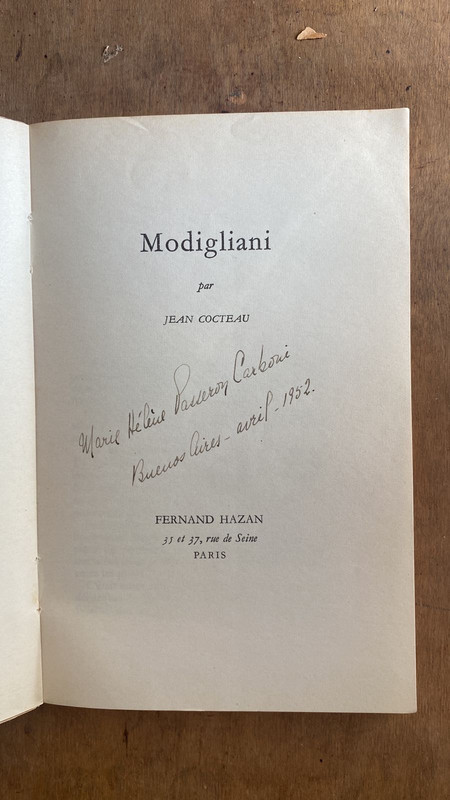 Modigliani
par
JEAN COCTEAU
Marie Hélène Passeron Carboni
Buenos Aires - avril - 1952.
FERNAND HAZAN
35 et 37, rue de Seine
PARIS